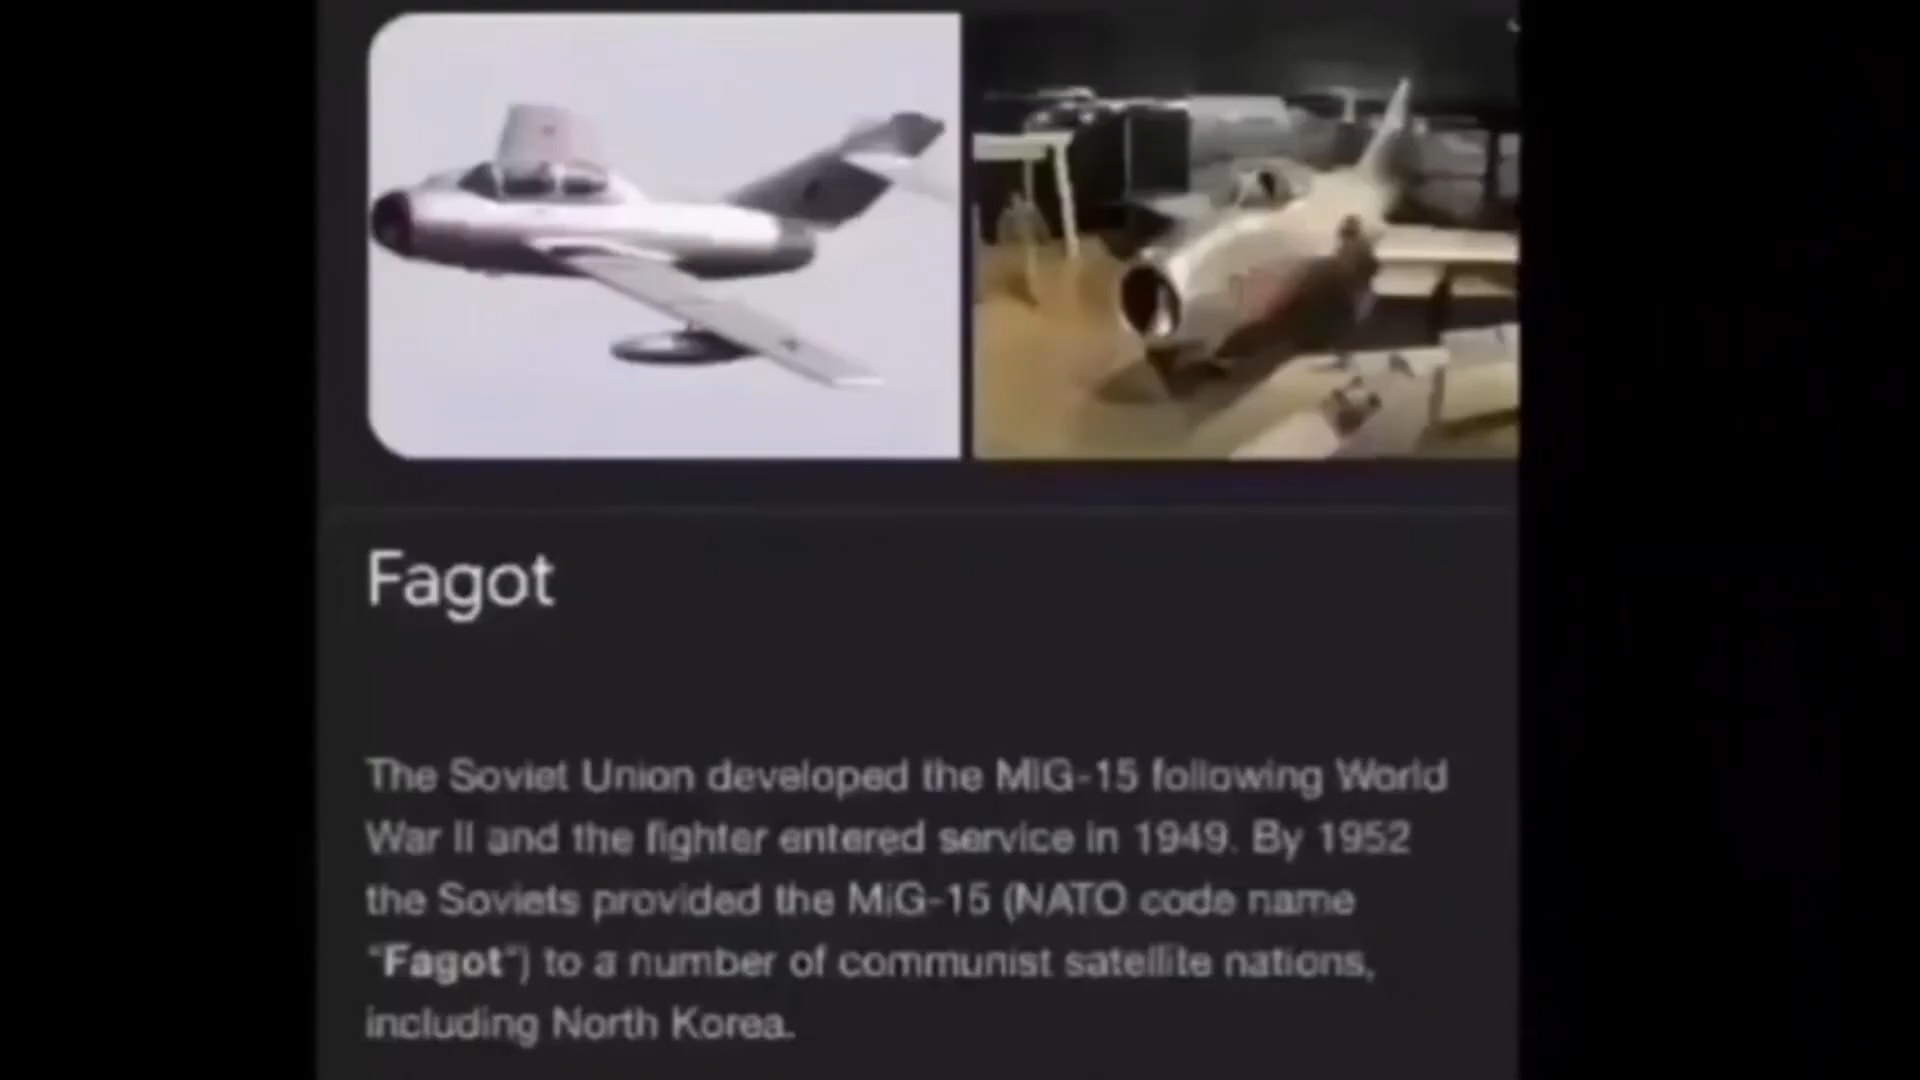 Fagot
The Soviet Union developed the MiG-15 following World
War II and the fighter entered service in 1949. By 1952
the Soviets provided the MiG-15 (NATO code name
"Fagot") to a number of communist satellite nations,
including North Korea.